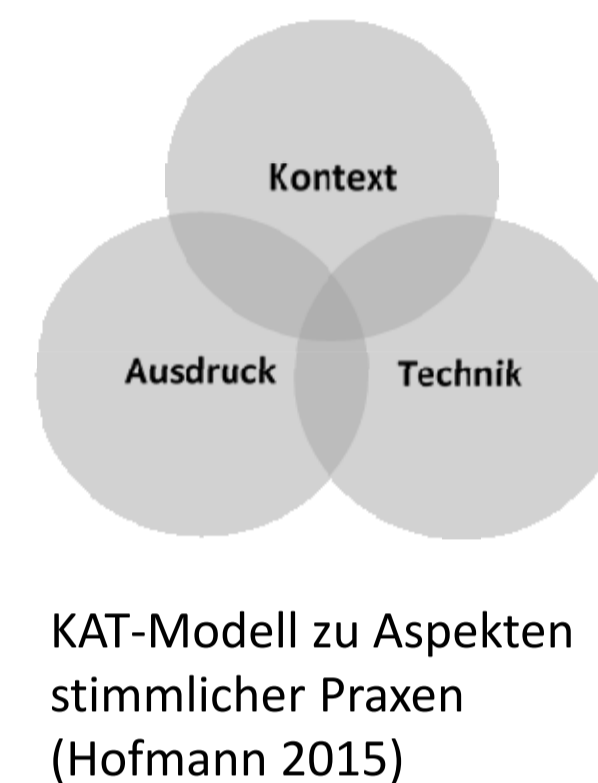 Kontext
Ausdruck Technik
KAT-Modell zu Aspekten
stimmlicher Praxen
(Hofmann 2015)